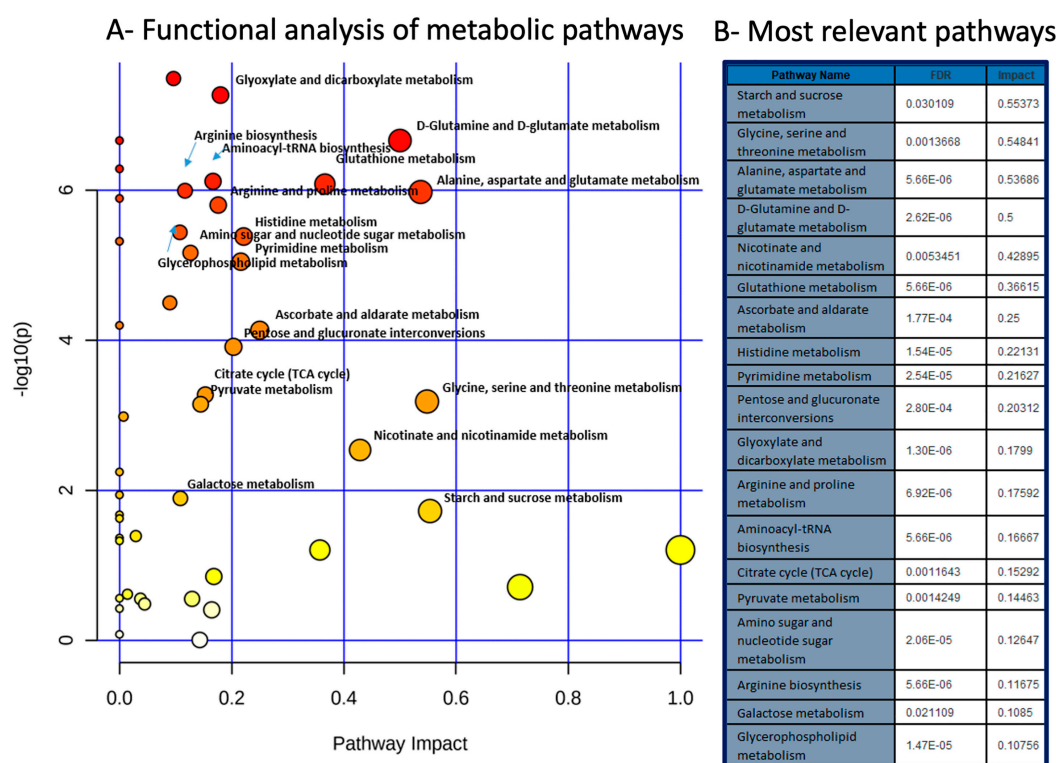 A- Functional analysis of metabolic pathways
Glyoxylate and dicarboxylate metabolism
D-Glutamine and D-glutamate metabolism
Arginine biosynthesis
Aminoacyl-tRNA biosynthesis
Glutathione metabolism
Alanine, aspartate and glutamate metabolism
Arginine and proline metabolism
Histidine metabolism
Amino sugar and nucleotide sugar metabolism
Pyrimidine metabolism
Glycerophospholipid metabolism
Ascorbate and aldarate metabolism
Pentose and glucuronate interconversions
Citrate cycle (TCA cycle)
Pyruvate metabolism
Glycine, serine and threonine metabolism
Nicotinate and nicotinamide metabolism
Galactose metabolism
Starch and sucrose metabolism
-log10(p)
6
4
2
0
0.0 0.2 0.4 0.6 0.8 1.0
Pathway Impact
B- Most relevant pathways
Pathway Name FDR Impact
Starch and sucrose
metabolism 0.030109 0.55373
Glycine, serine and
threonine metabolism 0.0013668 0.54841
Alanine, aspartate and
glutamate metabolism 5.66E-06 0.53686
D-Glutamine and D-
glutamate metabolism 2.62E-06 0.5
Nicotinate and
nicotinamide metabolism 0.0053451 0.42895
Glutathione metabolism 5.66E-06 0.36615
Ascorbate and aldarate
metabolism 1.77E-04 0.25
Histidine metabolism 1.54E-05 0.22131
Pyrimidine metabolism 2.54E-05 0.21627
Pentose and glucuronate
interconversions 2.80E-04 0.20312
Glyoxylate and
dicarboxylate metabolism 1.30E-06 0.1799
Arginine and proline
metabolism 6.92E-06 0.17592
Aminoacyl-tRNA
biosynthesis 5.66E-06 0.16667
Citrate cycle (TCA cycle) 0.0011643 0.15292
Pyruvate metabolism 0.0014249 0.14463
Amino sugar and
nucleotide sugar
metabolism 2.06E-05 0.12647
Arginine biosynthesis 5.66E-06 0.11675
Galactose metabolism 0.021109 0.1085
Glycerophospholipid
metabolism 1.47E-05 0.10756